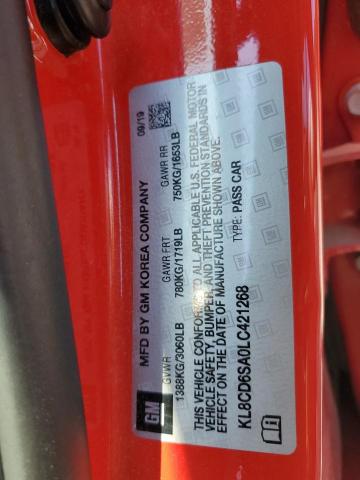 GM
MFD BY GM KOREA COMPANY
09/19
GVWR
GAWR FRT
GAWR RR
1388KG/3060LB
780KG/1719LB
750KG/1653LB
THIS VEHICLE CONFORMS TO ALL APPLICABLE U.S. FEDERAL MOTOR
VEHICLE SAFETY, BUMPER, AND THEFT PREVENTION STANDARDS IN
EFFECT ON THE DATE OF MANUFACTURE SHOWN ABOVE.
KL8CD6SA0LC421268
TYPE: PASS CAR